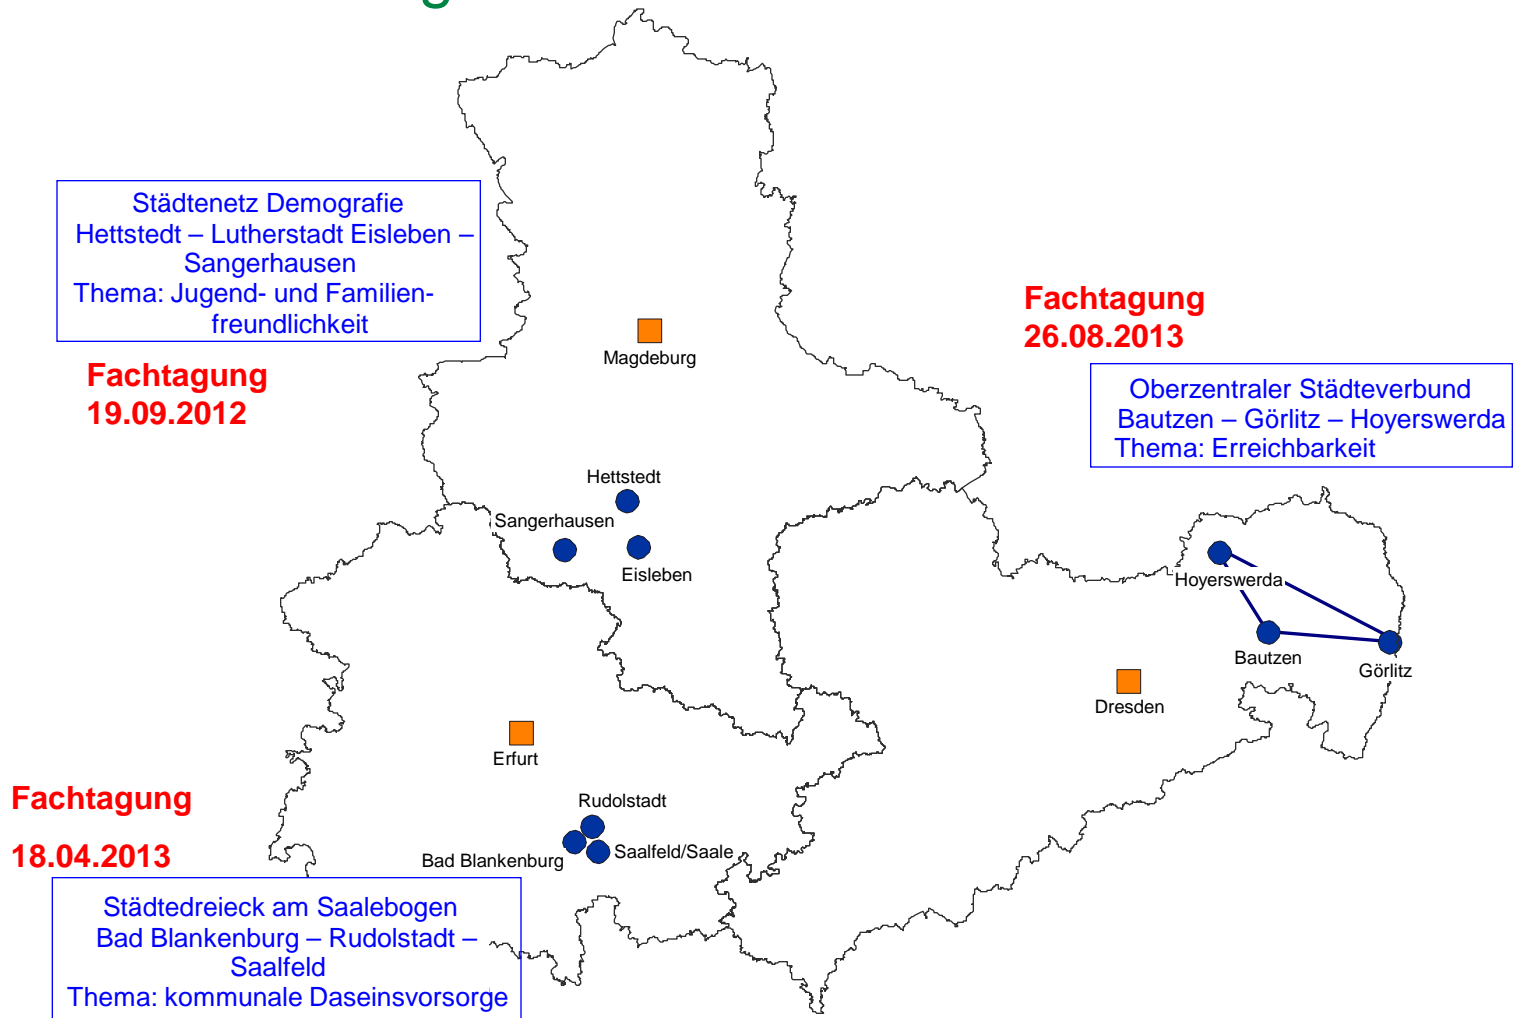 Städtenetz Demografie
Hettstedt – Lutherstadt Eisleben –
Sangerhausen
Thema: Jugend- und Familien-
freundlichkeit
Fachtagung
19.09.2012
Fachtagung
26.08.2013
Oberzentraler Städteverbund
Bautzen – Görlitz – Hoyerswerda
Thema: Erreichbarkeit
Magdeburg
Hettstedt
Sangerhausen
Eisleben
Hoyerswerda
Bautzen
Görlitz
Dresden
Erfurt
Rudolstadt
Bad Blankenburg
Saalfeld/Saale
Fachtagung
18.04.2013
Städtedreieck am Saalebogen
Bad Blankenburg – Rudolstadt –
Saalfeld
Thema: kommunale Daseinsvorsorge